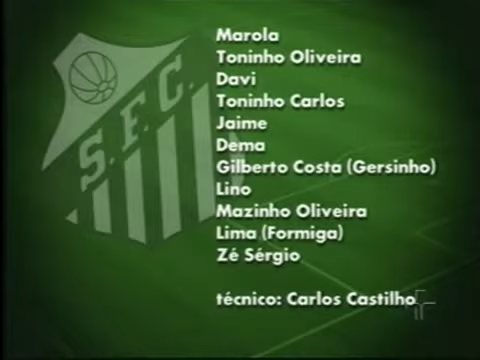 S.F.C.
Marola
Toninho Oliveira
Davi
Toninho Carlos
Jaime
Dema
Gilberto Costa (Gersinho)
Lino
Mazinho Oliveira
Lima (Formiga)
Zé Sérgio
técnico: Carlos Castilho